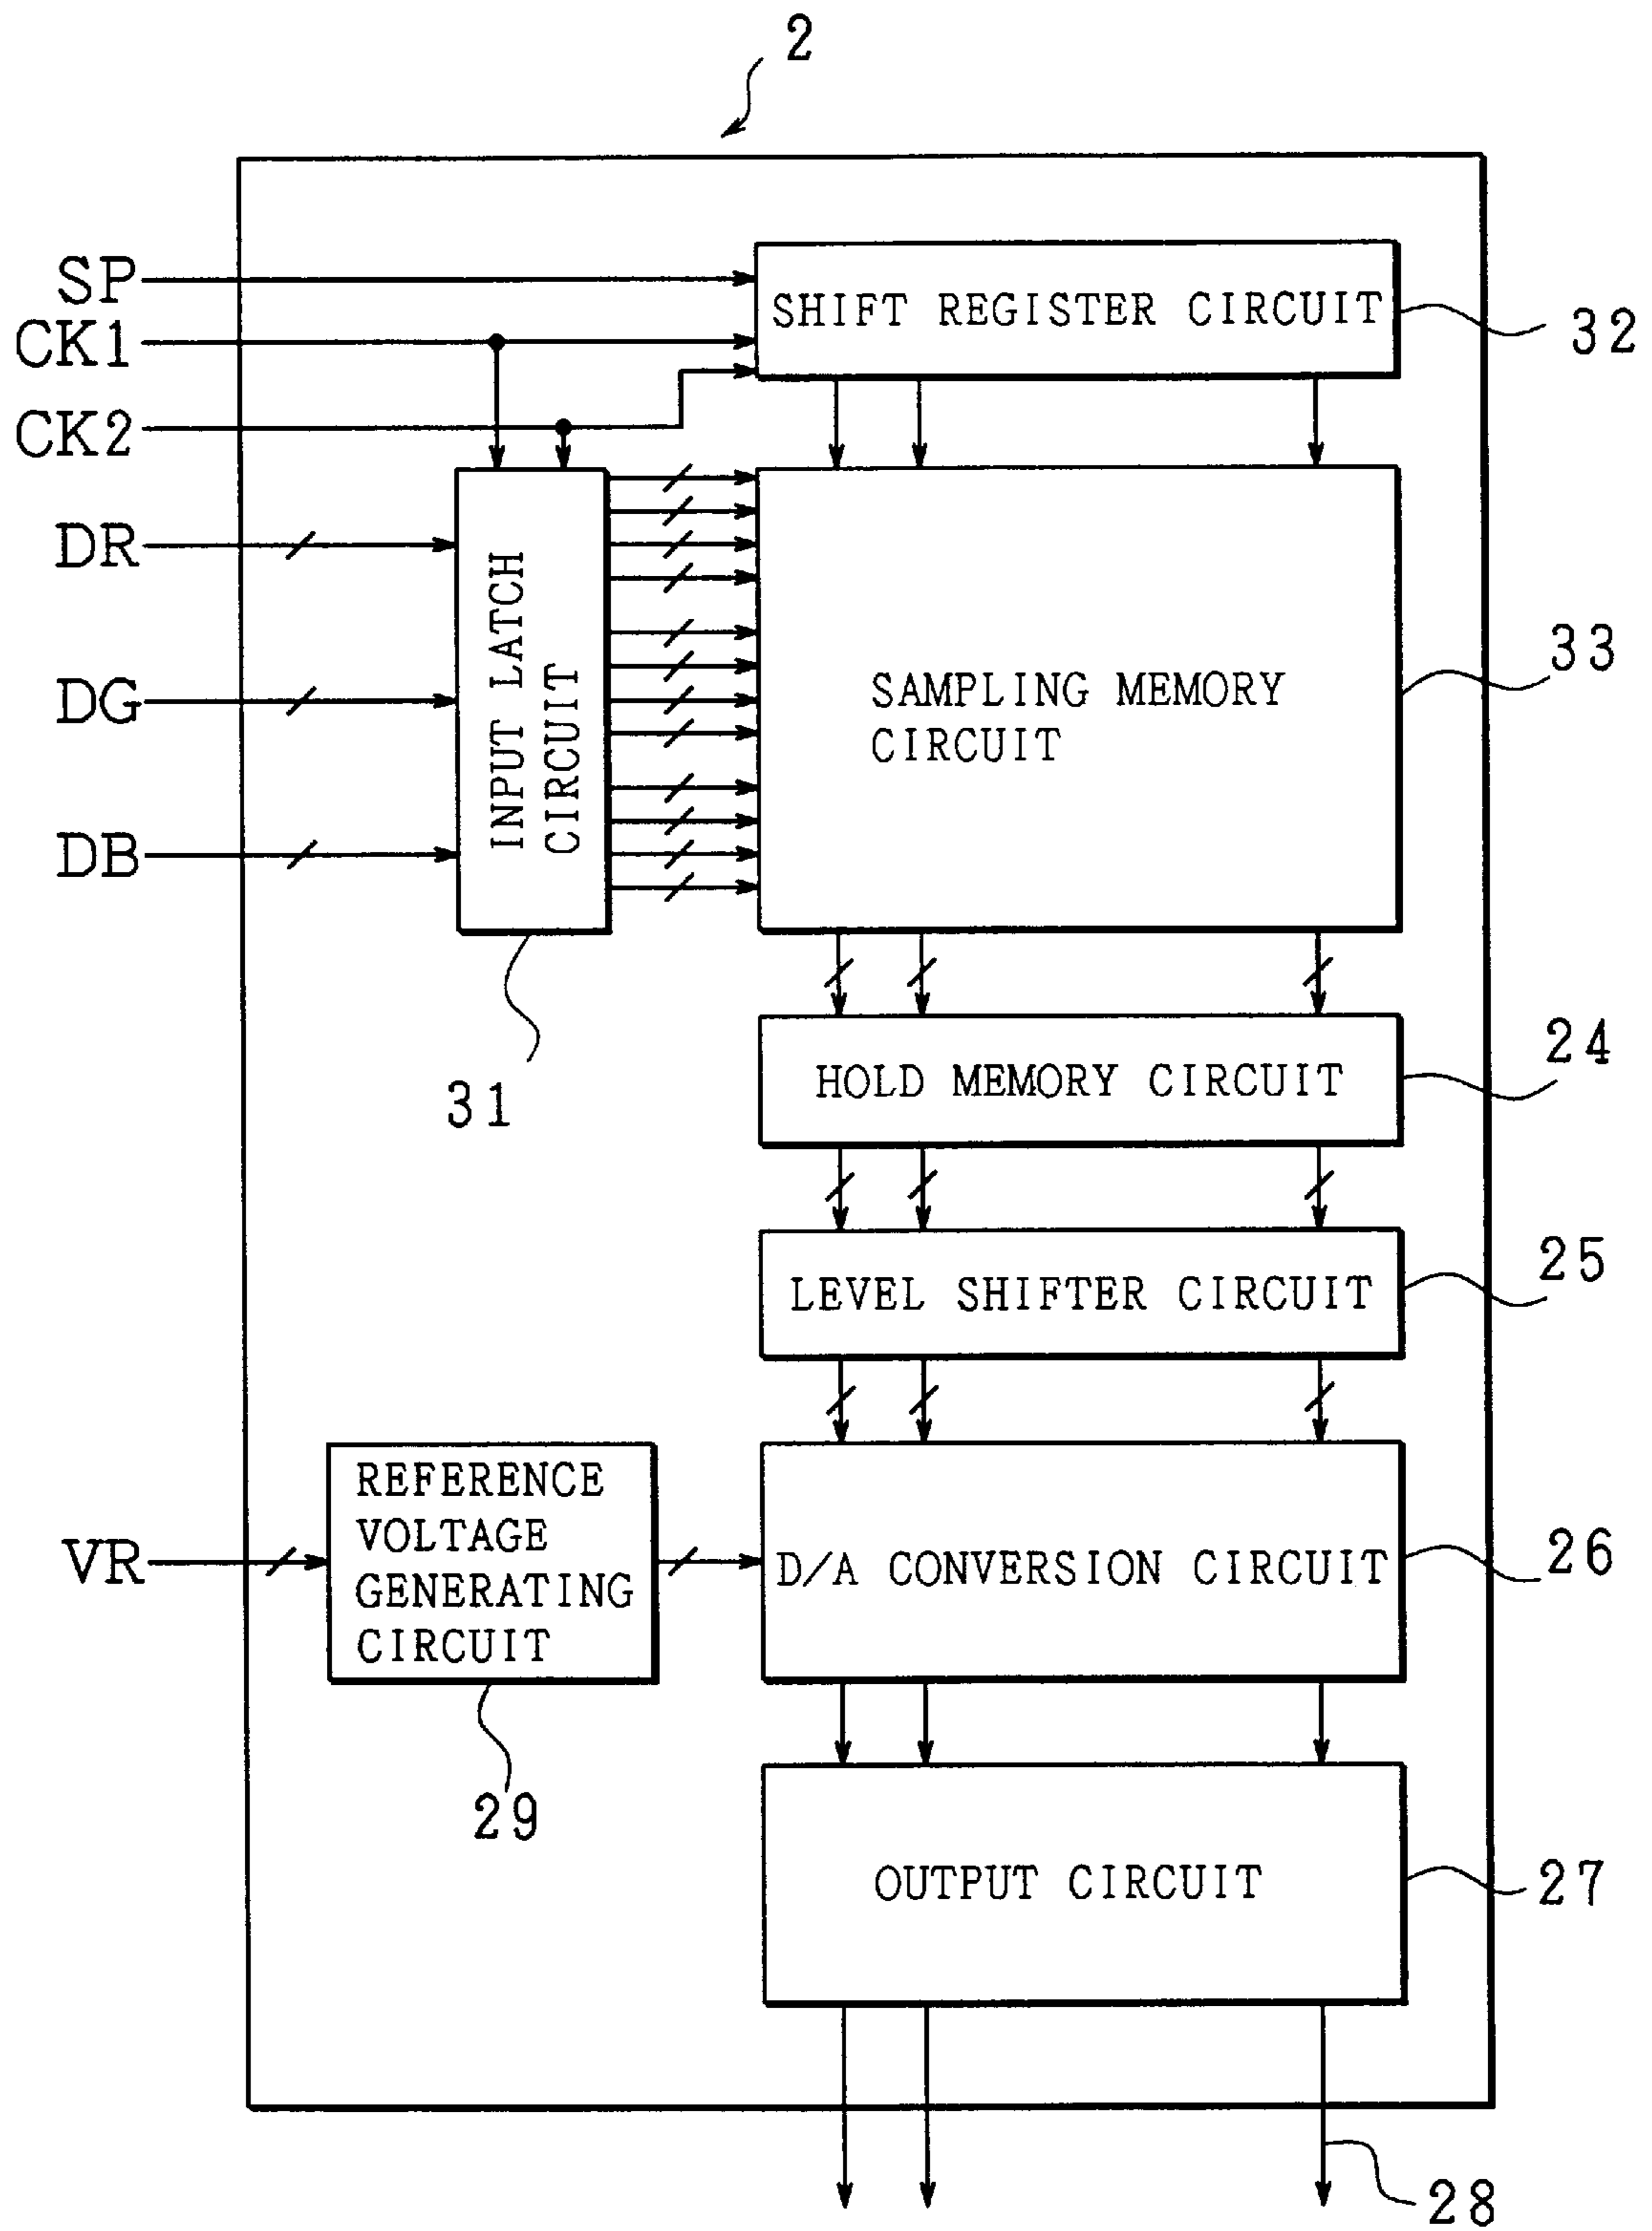 2
SP
SHIFT REGISTER CIRCUIT
32
CK1
CK2
DR
DG
DB
INPUT LATCH
CIRCUIT
31
SAMPLING MEMORY
CIRCUIT
33
HOLD MEMORY CIRCUIT
24
LEVEL SHIFTER CIRCUIT
25
VR
REFERENCE
VOLTAGE
GENERATING
CIRCUIT
29
D/A CONVERSION CIRCUIT
26
OUTPUT CIRCUIT
27
28